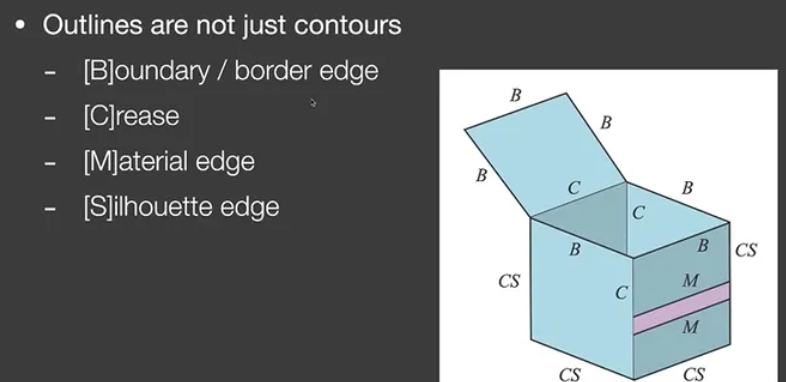 • Outlines are not just contours
- [B]oundary / border edge
- [C]rease
- [M]aterial edge
- [S]ilhouette edge
B
B
B
C
B
C
B
B
CS
CS
C
M
M
CS
CS